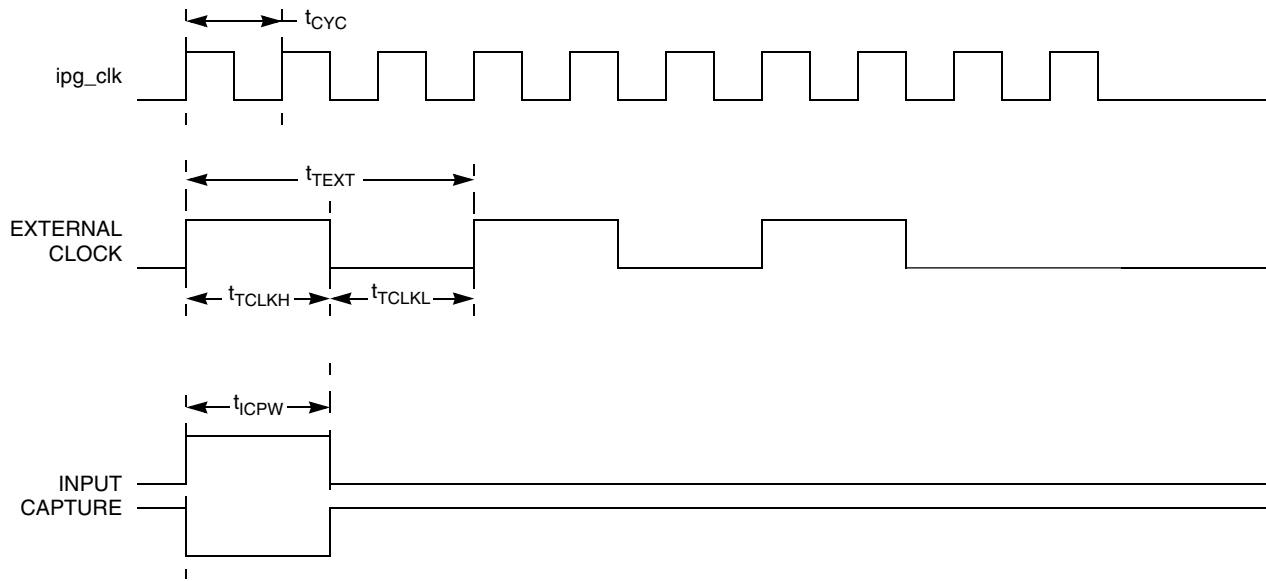 tCYC
ipg_clk
tTEXT
EXTERNAL
CLOCK
tTCLKH
tTCLKL
tICPW
INPUT
CAPTURE